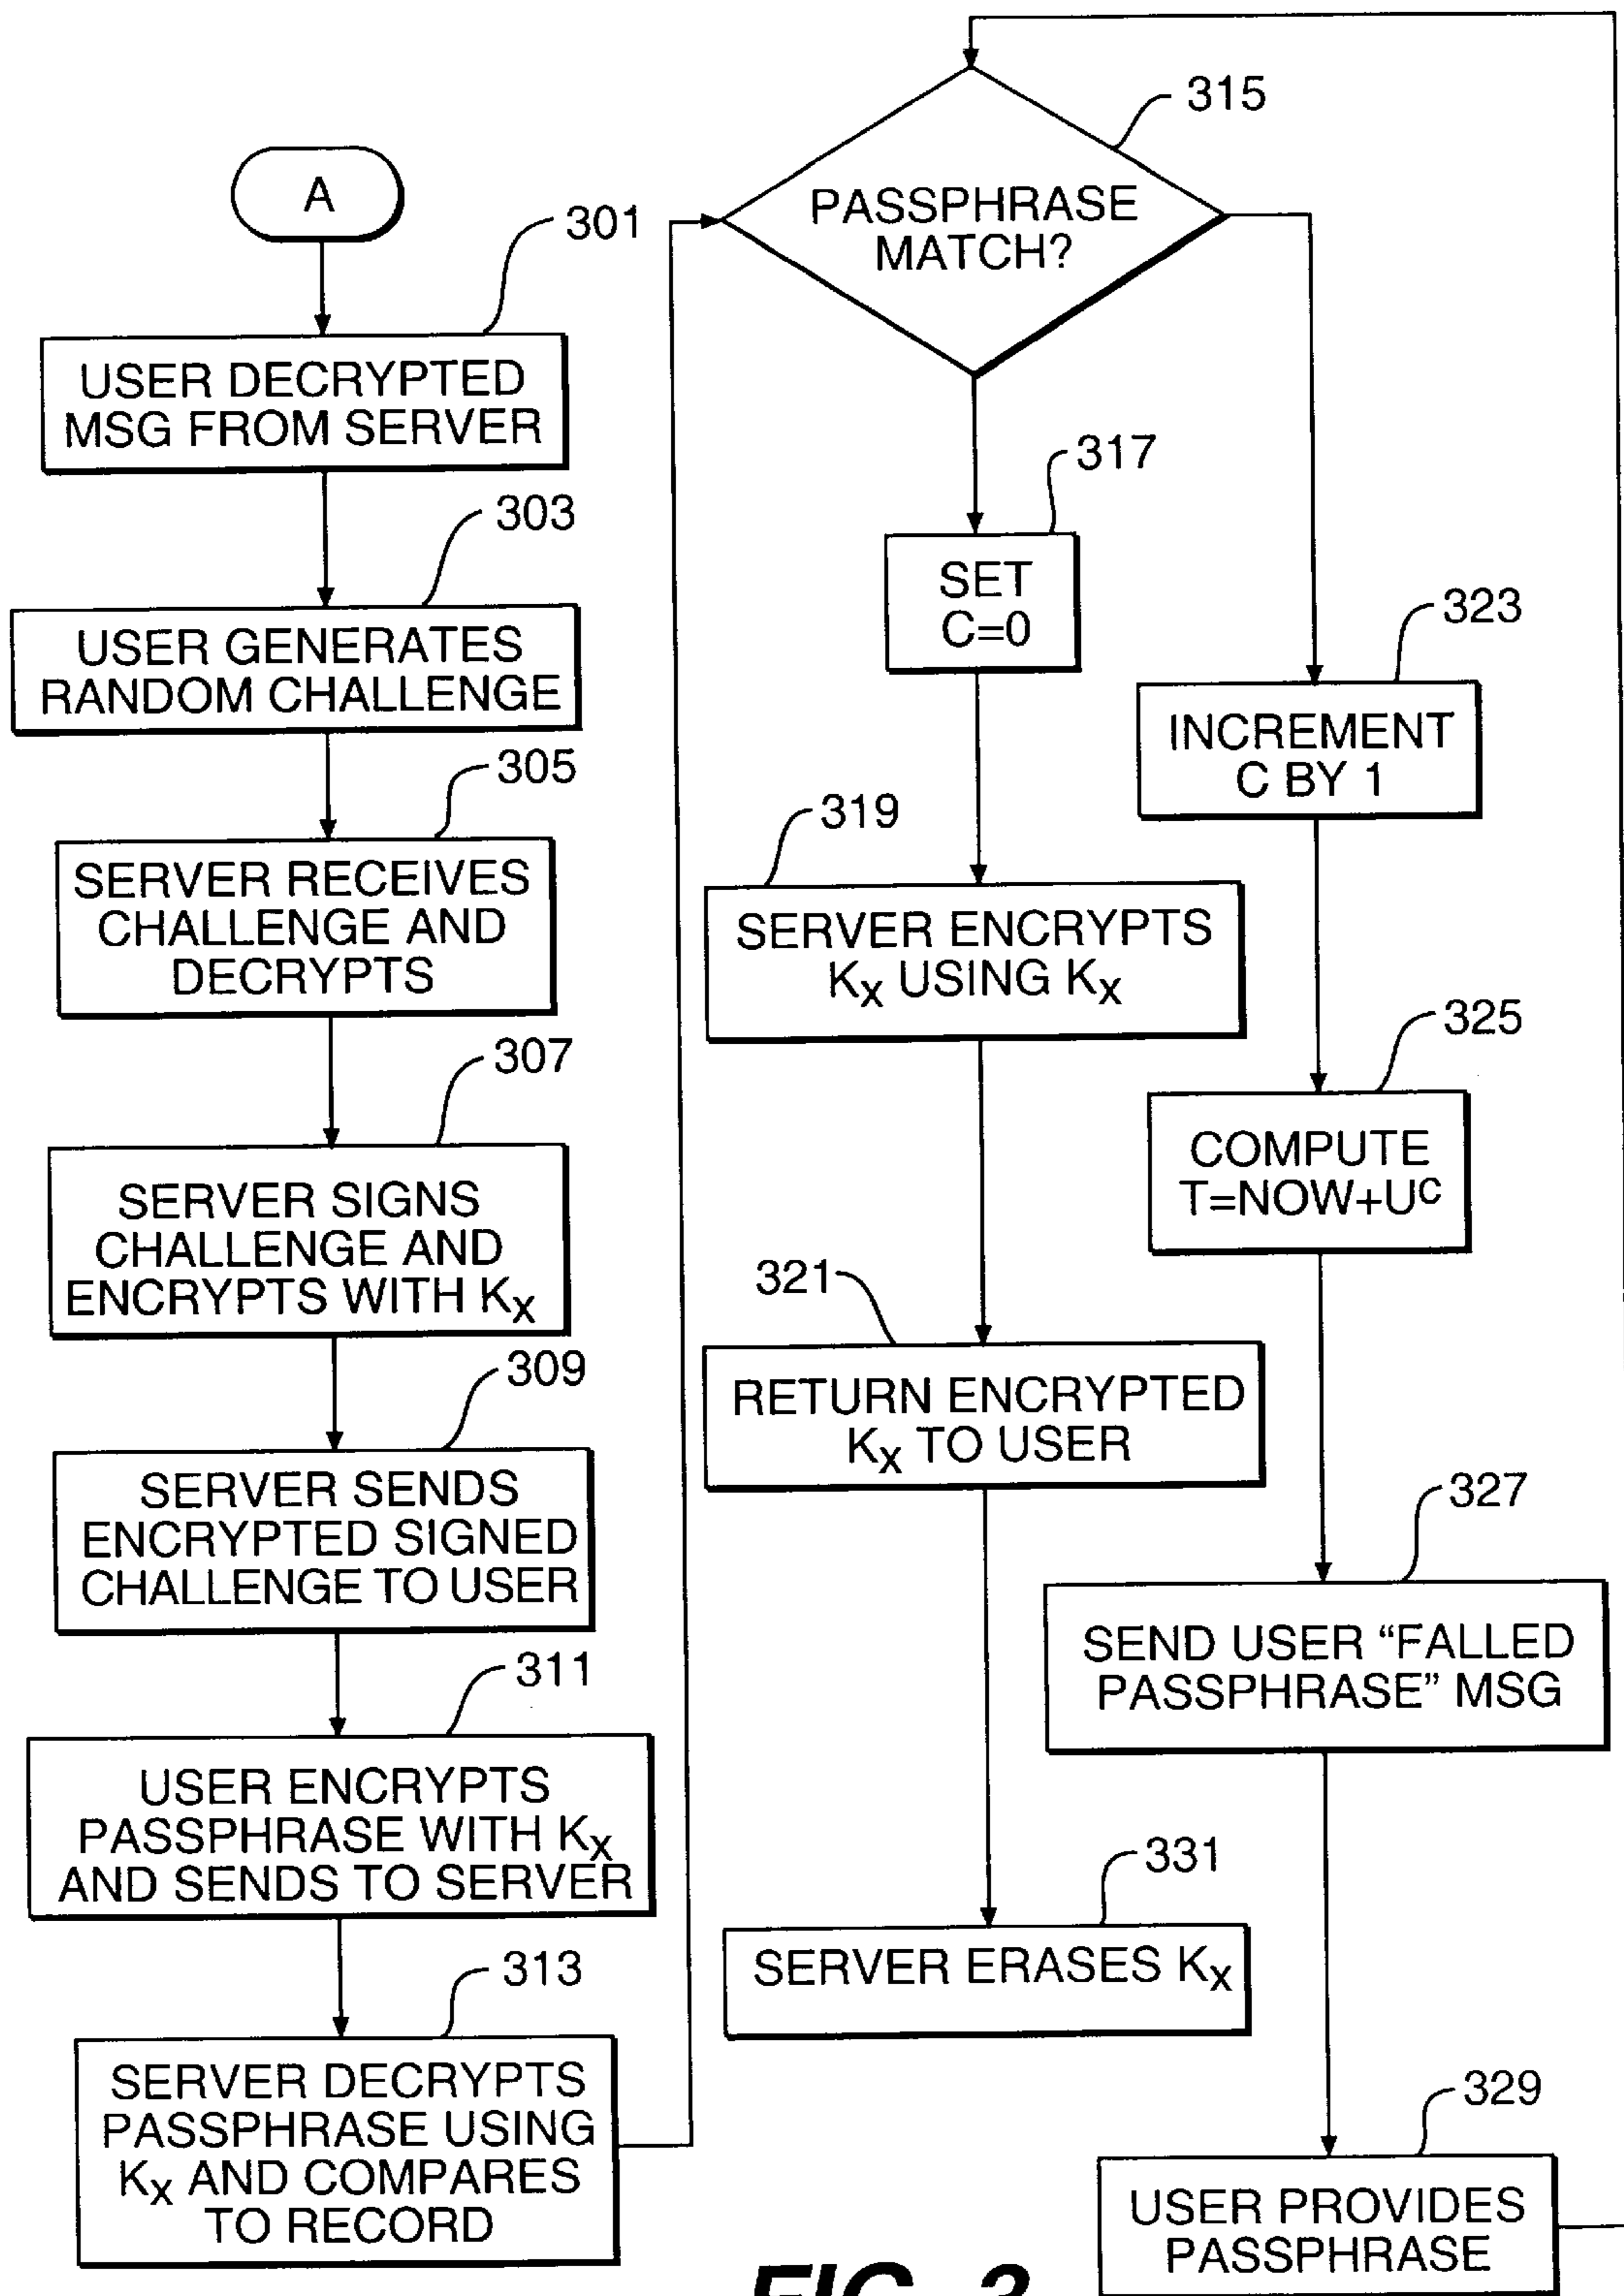 A
301
USER DECRYPTED
MSG FROM SERVER
303
USER GENERATES
RANDOM CHALLENGE
305
SERVER RECEIVES
CHALLENGE AND
DECRYPTS
307
SERVER SIGNS
CHALLENGE AND
ENCRYPTS WITH KX
309
SERVER SENDS
ENCRYPTED SIGNED
CHALLENGE TO USER
311
USER ENCRYPTS
PASSPHRASE WITH KX
AND SENDS TO SERVER
313
SERVER DECRYPTS
PASSPHRASE USING
KX AND COMPARES
TO RECORD
315
PASSPHRASE
MATCH?
317
SET
C=0
319
SERVER ENCRYPTS
KX USING KX
321
RETURN ENCRYPTED
KX TO USER
331
SERVER ERASES KX
323
INCREMENT
C BY 1
325
COMPUTE
T=NOW+UC
327
SEND USER “FALLED
PASSPHRASE” MSG
329
USER PROVIDES
PASSPHRASE
FIG. 3